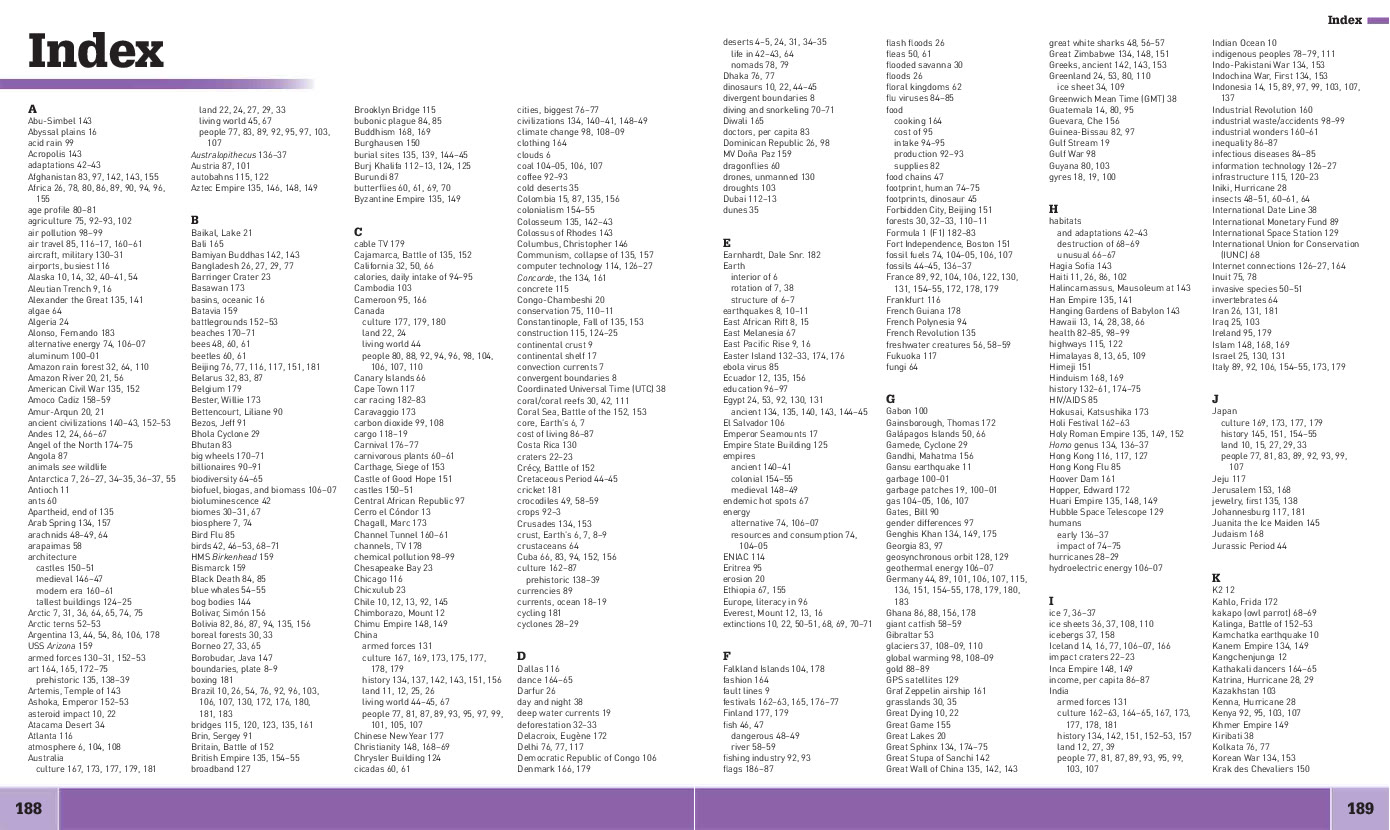 Index
A
Abu-Simbel 143
Abyssal plains 16
acid rain 99
Acropolis 143
adaptations 42–43
Afghanistan 83, 97, 142, 143, 155
Africa 26, 78, 80, 86, 89, 90, 94, 96,
155
age profile 80–81
agriculture 75, 92–93, 102
air pollution 98–99
air travel 85, 116–17, 160–61
aircraft, military 130–31
airports, busiest 116
Alaska 10, 14, 32, 40–41, 54
Aleutian Trench 9, 16
Alexander the Great 135, 141
algae 64
Algeria 24
Alonso, Fernando 183
alternative energy 74, 106–07
aluminum 100–01
Amazon rain forest 32, 64, 110
Amazon River 20, 21, 56
American Civil War 135, 152
Amoco Cadiz 158–59
Amur-Argun 20, 21
ancient civilizations 140–43, 152–53
Andes 12, 24, 66–67
Angel of the North 174–75
Angola 87
animals see wildlife
Antarctica 7, 26–27, 34–35, 36–37, 55
Antioch 11
ants 60
Apartheid, end of 135
Arab Spring 134, 157
arachnids 48–49, 64
arapaimas 58
architecture
castles 150–51
medieval 146–47
modern era 160–61
tallest buildings 124–25
Arctic 7, 31, 36, 64, 65, 74, 75
Arctic terns 52–53
Argentina 13, 44, 54, 86, 106, 178
USS Arizona 159
armed forces 130–31, 152–53
art 164, 165, 172–75
prehistoric 135, 138–39
Artemis, Temple of 143
Ashoka, Emperor 152–53
asteroid impact 10, 22
Atacama Desert 34
Atlanta 116
atmosphere 6, 104, 108
Australia
culture 167, 173, 177, 179, 181
land 22, 24, 27, 29, 33
living world 45, 67
people 77, 83, 89, 92, 95, 97, 103,
107
Australopithecus 136–37
Austria 87, 101
autobahns 115, 122
Aztec Empire 135, 146, 148, 149
B
Baikal, Lake 21
Bali 165
Bamiyan Buddhas 142, 143
Bangladesh 26, 27, 29, 77
Barringer Crater 23
Basawan 173
basins, oceanic 16
Batavia 159
battlegrounds 152–53
beaches 170–71
bees 48, 60, 61
beetles 60, 61
Beijing 76, 77, 116, 117, 151, 181
Belarus 32, 83, 87
Belgium 179
Bester, Willie 173
Bettencourt, Liliane 90
Bezos, Jeff 91
Bhola Cyclone 29
Bhutan 83
big wheels 170–71
billionaires 90–91
biodiversity 64–65
biofuel, biogas, and biomass 106–07
bioluminescence 42
biomes 30–31, 67
biosphere 7, 74
Bird Flu 85
birds 42, 46–53, 68–71
HMS Birkenhead 159
Bismarck 159
Black Death 84, 85
blue whales 54–55
bog bodies 144
Bolivar, Simón 156
Bolivia 82, 86, 87, 94, 135, 156
boreal forests 30, 33
Borneo 27, 33, 65
Borobudar, Java 147
boundaries, plate 8–9
boxing 181
Brazil 10, 26, 54, 76, 92, 96, 103,
106, 107, 130, 172, 176, 180,
181, 183
bridges 115, 120, 123, 135, 161
Brin, Sergey 91
Britain, Battle of 152
British Empire 135, 154–55
broadband 127
Brooklyn Bridge 115
bubonic plague 84, 85
Buddhism 168, 169
Burghausen 150
burial sites 135, 139, 144–45
Burj Khalifa 112–13, 124, 125
Burundi 87
butterflies 60, 61, 69, 70
Byzantine Empire 135, 149
C
cable TV 179
Cajamarca, Battle of 135, 152
California 32, 50, 66
calories, daily intake of 94–95
Cambodia 103
Cameroon 95, 166
Canada
culture 177, 179, 180
land 22, 24
living world 44
people 80, 88, 92, 94, 96, 98, 104,
106, 107, 110
Canary Islands 66
Cape Town 117
car racing 182–83
Caravaggio 173
carbon dioxide 99, 108
cargo 118–19
Carnival 176–77
carnivorous plants 60–61
Carthage, Siege of 153
Castle of Good Hope 151
castles 150–51
Central African Republic 97
Cerro el Cóndor 13
Chagall, Marc 173
Channel Tunnel 160–61
channels, TV 178
chemical pollution 98–99
Chesapeake Bay 23
Chicago 116
Chicxulub 23
Chile 10, 12, 13, 92, 145
Chimborazo, Mount 12
Chimu Empire 148, 149
China
armed forces 131
culture 167, 169, 173, 175, 177,
178, 179
history 134, 137, 142, 143, 151, 156
land 11, 12, 25, 26
living world 44–45, 67
people 77, 81, 87, 89, 93, 95, 97, 99,
101, 105, 107
Chinese New Year 177
Christianity 148, 168–69
Chrysler Building 124
cicadas 60, 61
cities, biggest 76–77
civilizations 134, 140–41, 148–49
climate change 98, 108–09
clothing 164
clouds 6
coal 104–05, 106, 107
coffee 92–93
cold deserts 35
Colombia 15, 87, 135, 156
colonialism 154–55
Colosseum 135, 142–43
Colossus of Rhodes 143
Columbus, Christopher 146
Communism, collapse of 135, 157
computer technology 114, 126–27
Concorde, the 134, 161
concrete 115
Congo-Chambeshi 20
conservation 75, 110–11
Constantinople, Fall of 135, 153
construction 115, 124–25
continental crust 9
continental shelf 17
convection currents 7
convergent boundaries 8
Coordinated Universal Time (UTC) 38
coral/coral reefs 30, 42, 111
Coral Sea, Battle of the 152, 153
core, Earth's 6, 7
cost of living 86–87
Costa Rica 130
craters 22–23
Crécy, Battle of 152
Cretaceous Period 44–45
cricket 181
crocodiles 49, 58–59
crops 92–3
Crusades 134, 153
crust, Earth's 6, 7, 8–9
crustaceans 64
Cuba 66, 83, 94, 152, 156
culture 162–87
prehistoric 138–39
currencies 89
currents, ocean 18–19
cycling 181
cyclones 28–29
D
Dallas 116
dance 164–65
Darfur 26
day and night 38
deep water currents 19
deforestation 32–33
Delacroix, Eugène 172
Delhi 76, 77, 117
Democratic Republic of Congo 106
Denmark 166, 179
188
Index
deserts 4–5, 24, 31, 34–35
life in 42–43, 64
nomads 78, 79
Dhaka 76, 77
dinosaurs 10, 22, 44–45
divergent boundaries 8
diving and snorkeling 70–71
Diwali 165
doctors, per capita 83
Dominican Republic 26, 98
MV Doña Paz 159
dragonflies 60
drones, unmanned 130
droughts 103
Dubai 112–13
dunes 35
E
Earnhardt, Dale Snr. 182
Earth
interior of 6
rotation of 7, 38
structure of 6–7
earthquakes 8, 10–11
East African Rift 8, 15
East Melanesia 67
East Pacific Rise 9, 16
Easter Island 132–33, 174, 176
ebola virus 85
Ecuador 12, 135, 156
education 96–97
Egypt 24, 53, 92, 130, 131
ancient 134, 135, 140, 143, 144–45
El Salvador 106
Emperor Seamounts 17
Empire State Building 125
empires
ancient 140–41
colonial 154–55
medieval 148–49
endemic hot spots 67
energy
alternative 74, 106–07
resources and consumption 74,
104–05
ENIAC 114
Eritrea 95
erosion 20
Ethiopia 67, 155
Europe, literacy in 96
Everest, Mount 12, 13, 16
extinctions 10, 22, 50–51, 68, 69, 70–71
F
Falkland Islands 104, 178
fashion 164
fault lines 9
festivals 162–63, 165, 176–77
Finland 177, 179
fish 46, 47
dangerous 48–49
river 58–59
fishing industry 92, 93
flags 186–87
flash floods 26
fleas 50, 61
flooded savanna 30
floods 26
floral kingdoms 62
flu viruses 84–85
food
cooking 164
cost of 95
intake 94–95
production 92–93
supplies 82
food chains 47
footprint, human 74–75
footprints, dinosaur 45
Forbidden City, Beijing 151
forests 30, 32–33, 110–11
Formula 1 (F1) 182–83
Fort Independence, Boston 151
fossil fuels 74, 104–05, 106, 107
fossils 44–45, 136–37
France 89, 92, 104, 106, 122, 130,
131, 154–55, 172, 178, 179
Frankfurt 116
French Guiana 178
French Polynesia 94
French Revolution 135
freshwater creatures 56, 58–59
Fukuoka 117
fungi 64
G
Gabon 100
Gainsborough, Thomas 172
Galápagos Islands 50, 66
Gamede, Cyclone 29
Gandhi, Mahatma 156
Gansu earthquake 11
garbage 100–01
garbage patches 19, 100–01
gas 104–05, 106, 107
Gates, Bill 90
gender differences 97
Genghis Khan 134, 149, 175
Georgia 83, 97
geosynchronous orbit 128, 129
geothermal energy 106–07
Germany 44, 89, 101, 106, 107, 115,
136, 151, 154–55, 178, 179, 180,
183
Ghana 86, 88, 156, 178
giant catfish 58–59
Gibraltar 53
glaciers 37, 108–09, 110
global warming 98, 108–09
gold 88–89
GPS satellites 129
Graf Zeppelin airship 161
grasslands 30, 35
Great Dying 10, 22
Great Game 155
Great Lakes 20
Great Sphinx 134, 174–75
Great Stupa of Sanchi 142
Great Wall of China 135, 142, 143
great white sharks 48, 56–57
Great Zimbabwe 134, 148, 151
Greeks, ancient 142, 143, 153
Greenland 24, 53, 80, 110
ice sheet 34, 109
Greenwich Mean Time (GMT) 38
Guatemala 14, 80, 95
Guevara, Che 156
Guinea-Bissau 82, 97
Gulf Stream 19
Gulf War 98
Guyana 80, 103
gyres 18, 19, 100
H
habitats
and adaptations 42–43
destruction of 68–69
unusual 66–67
Hagia Sofia 143
Haiti 11, 26, 86, 102
Halincarnassus, Mausoleum at 143
Han Empire 135, 141
Hanging Gardens of Babylon 143
Hawaii 13, 14, 28, 38, 66
health 82–85, 98–99
highways 115, 122
Himalayas 8, 13, 65, 109
Himeji 151
Hinduism 168, 169
history 132–61, 174–75
HIV/AIDS 85
Hokusai, Katsushika 173
Holi Festival 162–63
Holy Roman Empire 135, 149, 152
Homo genus 134, 136–37
Hong Kong 116, 117, 127
Hong Kong Flu 85
Hoover Dam 161
Hopper, Edward 172
Huari Empire 135, 148, 149
Hubble Space Telescope 129
humans
early 136–37
impact of 74–75
hurricanes 28–29
hydroelectric energy 106–07
I
ice 7, 36–37
ice sheets 36, 37, 108, 110
icebergs 37, 158
Iceland 14, 16, 77, 106–07, 166
impact craters 22–23
Inca Empire 148, 149
income, per capita 86–87
India
armed forces 131
culture 162–63, 164–65, 167, 173,
177, 178, 181
history 134, 142, 151, 152–53, 157
land 12, 27, 39
people 77, 81, 87, 89, 93, 95, 99,
103, 107
Indian Ocean 10
indigenous peoples 78–79, 111
Indo-Pakistani War 134, 153
Indochina War, First 134, 153
Indonesia 14, 15, 89, 97, 99, 103, 107,
137
Industrial Revolution 160
industrial waste/accidents 98–99
industrial wonders 160–61
inequality 86–87
infectious diseases 84–85
information technology 126–27
infrastructure 115, 120–23
Iniki, Hurricane 28
insects 48–51, 60–61, 64
International Date Line 38
International Monetary Fund 89
International Space Station 129
International Union for Conservation
(IUNC) 68
Internet connections 126–27, 164
Inuit 75, 78
invasive species 50–51
invertebrates 64
Iran 26, 131, 181
Iraq 25, 103
Ireland 95, 179
Islam 148, 168, 169
Israel 25, 130, 131
Italy 89, 92, 106, 154–55, 173, 179
J
Japan
culture 169, 173, 177, 179
history 145, 151, 154–55
land 10, 15, 27, 29, 33
people 77, 81, 83, 89, 92, 93, 99,
107
Jeju 117
Jerusalem 153, 168
jewelry, first 135, 138
Johannesburg 117, 181
Juanita the Ice Maiden 145
Judaism 168
Jurassic Period 44
K
K2 12
Kahlo, Frida 172
kakapo (owl parrot) 68–69
Kalinga, Battle of 152–53
Kamchatka earthquake 10
Kanem Empire 134, 149
Kangchenjunga 12
Kathakali dancers 164–65
Katrina, Hurricane 28, 29
Kazakhstan 103
Kenna, Hurricane 28
Kenya 92, 95, 103, 107
Khmer Empire 149
Kiribati 38
Kolkata 76, 77
Korean War 134, 153
Krak des Chevaliers 150
189